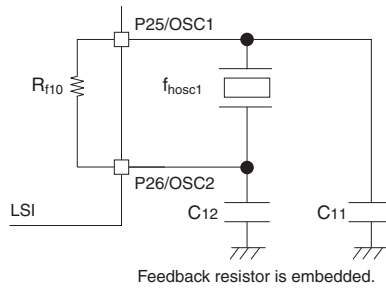 P25/OSC1
Rf10
fhosc1
P26/OSC2
LSI
C12
C11
Feedback resistor is embedded.